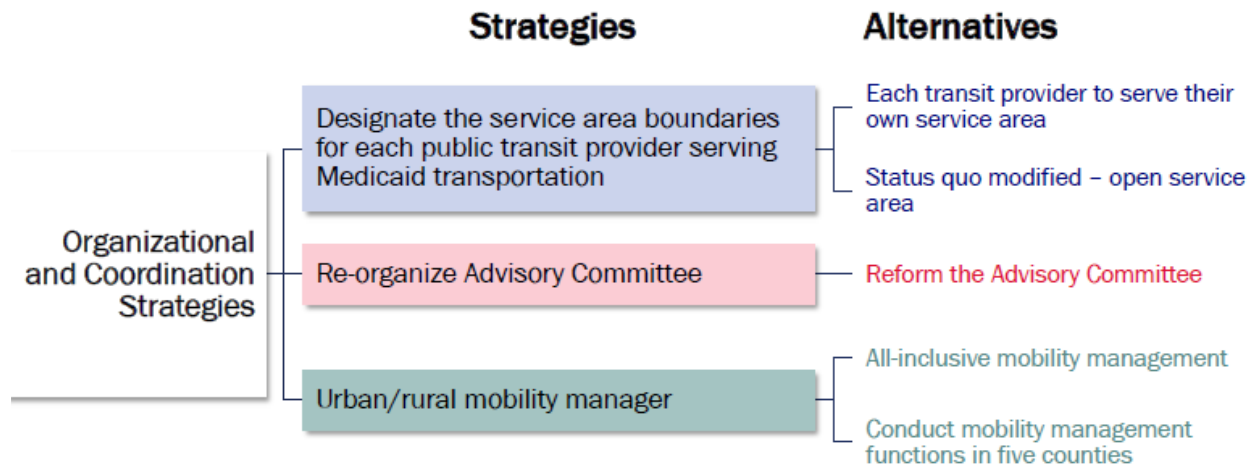 Strategies
Alternatives
Organizational
and Coordination
Strategies
Designate the service area boundaries
for each public transit provider serving
Medicaid transportation
Each transit provider to serve their
own service area
Status quo modified – open service
area
Re-organize Advisory Committee
Reform the Advisory Committee
Urban/rural mobility manager
All-inclusive mobility management
Conduct mobility management
functions in five counties